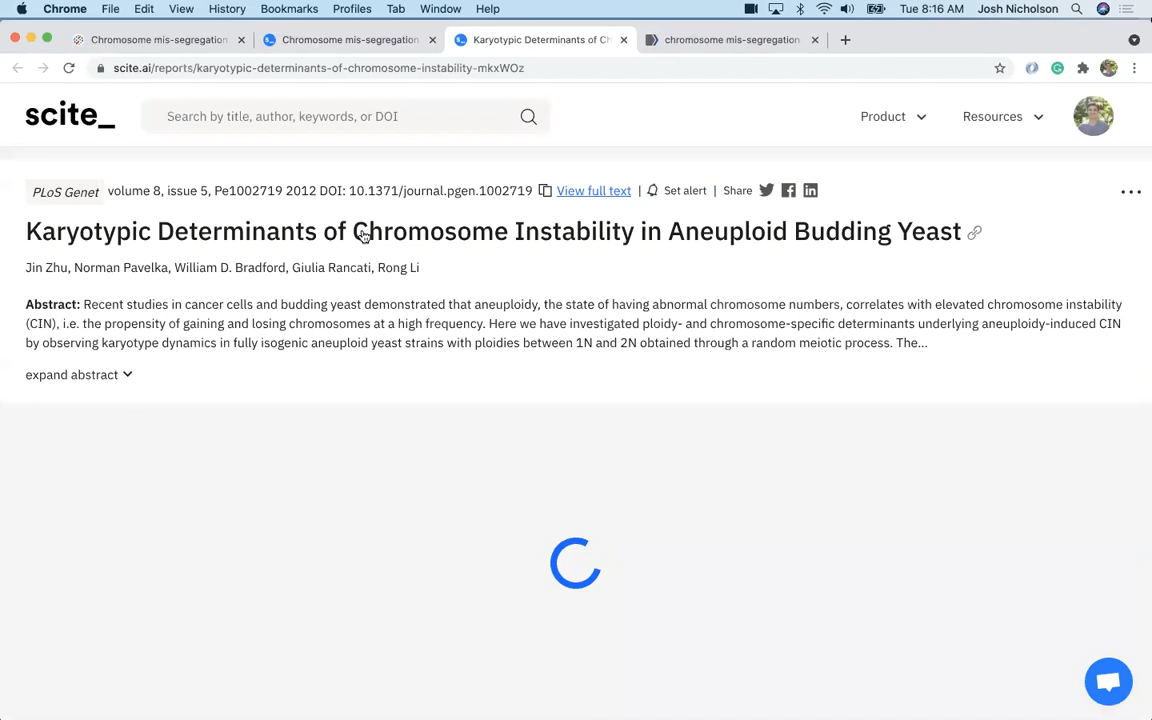 Chrome File Edit View History Bookmarks Profiles Tab Window Help Tue 8:16 AM Josh Nicholson
Chromosome mis-segregation Chromosome mis-segregation Karyotypic Determinants of Ch chromosome mis-segregation
scite.ai/reports/karyotypic-determinants-of-chromosome-instability-mkxWOz
scite_ Search by title, author, keywords, or DOI Product Resources
PLoS Genet volume 8, issue 5, Pe1002719 2012 DOI: 10.1371/journal.pgen.1002719 View full text | Set alert | Share
Karyotypic Determinants of Chromosome Instability in Aneuploid Budding Yeast
Jin Zhu, Norman Pavelka, William D. Bradford, Giulia Rancati, Rong Li
Abstract: Recent studies in cancer cells and budding yeast demonstrated that aneuploidy, the state of having abnormal chromosome numbers, correlates with elevated chromosome instability
(CIN), i.e. the propensity of gaining and losing chromosomes at a high frequency. Here we have investigated ploidy- and chromosome-specific determinants underlying aneuploidy-induced CIN
by observing karyotype dynamics in fully isogenic aneuploid yeast strains with ploidies between 1N and 2N obtained through a random meiotic process. The...
expand abstract